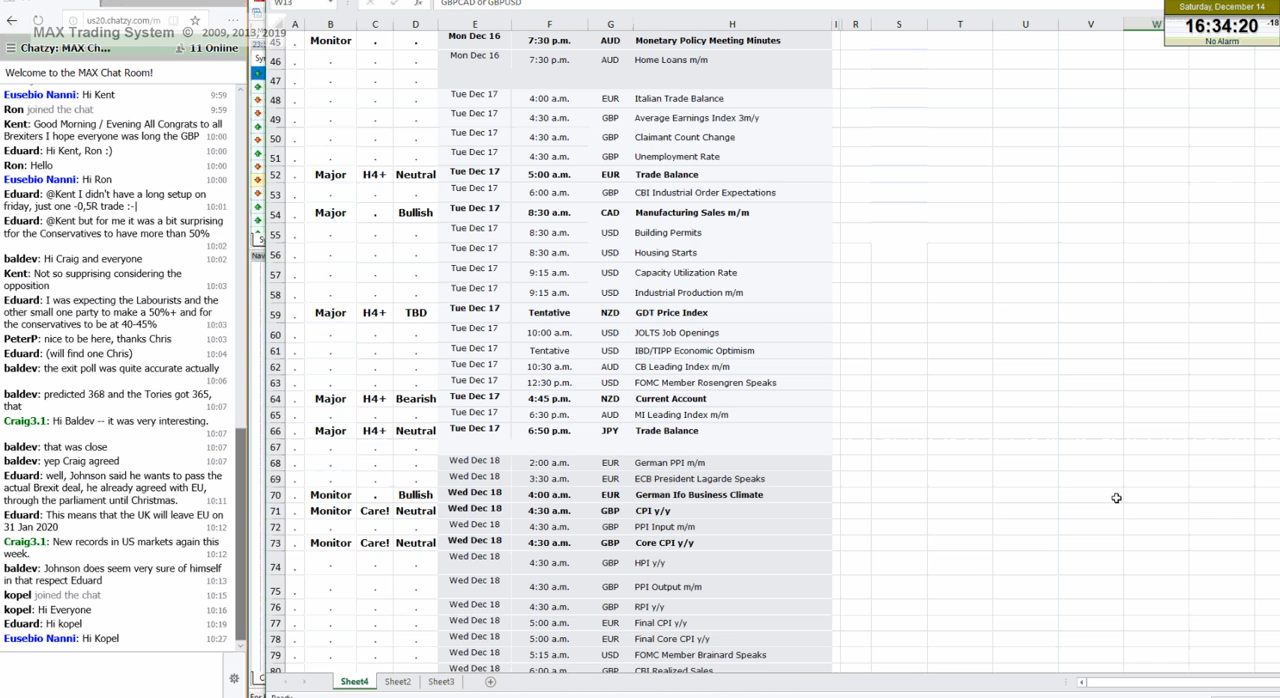 us20.chatzy.com/m
MAX Trading System © 2009, 2013, 2019
Chatzy: MAX Ch...
11 Online
Welcome to the MAX Chat Room!
Eusebio Nanni: Hi Kent 9:59
Ron joined the chat 9:59
Kent: Good Morning / Evening All Congrats to
all Brexiters I hope everyone was long the GBP 10:00
Eduard: Hi Kent, Ron :) 10:00
Ron: Hello 10:00
Eusebio Nanni: Hi Ron 10:00
Eduard: @Kent I didn't have a long setup on
friday, just one -0,5R trade :-| 10:01
Eduard: @Kent but for me it was a bit surprising
tfor the Conservatives to have more than 50%
10:02
baldev: Hi Craig and everyone 10:02
Kent: Not so supprising considering the
opposition 10:03
Eduard: I was expecting the Labourists and the
other small one party to make a 50%+ and for
the conservatives to be at 40-45% 10:03
PeterP: nice to be here, thanks Chris 10:03
Eduard: (will find one Chris) 10:04
baldev: the exit poll was quite accurate actually
10:06
baldev: predicted 368 and the Tories got 365,
that 10:07
Craig3.1: Hi Baldev -- it was very interesting.
10:07
baldev: that was close 10:07
baldev: yep Craig agreed 10:07
Eduard: well, Johnson said he wants to pass the
actual Brexit deal, he already agreed with EU,
through the parliament until Christmas. 10:11
Eduard: This means that the UK will leave EU on
31 Jan 2020 10:12
Craig3.1: New records in US markets again this
week. 10:12
baldev: Johnson does seem very sure of himself
in that respect Eduard 10:13
kopel joined the chat 10:15
kopel: Hi Everyone 10:16
Eduard: Hi kopel 10:19
Eusebio Nanni: Hi Kopel 10:27
W13 GBPCAD or GBPUSD
A B C D E F G H I R S T U V W
45 Monitor . . Mon Dec 16 7:30 p.m. AUD Monetary Policy Meeting Minutes
46 . . . . Mon Dec 16 7:30 p.m. AUD Home Loans m/m
47 . . . .
48 . . . . Tue Dec 17 4:00 a.m. EUR Italian Trade Balance
49 . . . . Tue Dec 17 4:30 a.m. GBP Average Earnings Index 3m/y
50 . . . . Tue Dec 17 4:30 a.m. GBP Claimant Count Change
51 . . . . Tue Dec 17 4:30 a.m. GBP Unemployment Rate
52 . Major H4+ Neutral Tue Dec 17 5:00 a.m. EUR Trade Balance
53 . . . . Tue Dec 17 6:00 a.m. GBP CBI Industrial Order Expectations
54 . Major . Bullish Tue Dec 17 8:30 a.m. CAD Manufacturing Sales m/m
55 . . . . Tue Dec 17 8:30 a.m. USD Building Permits
56 . . . . Tue Dec 17 8:30 a.m. USD Housing Starts
57 . . . . Tue Dec 17 9:15 a.m. USD Capacity Utilization Rate
58 . . . . Tue Dec 17 9:15 a.m. USD Industrial Production m/m
59 . Major H4+ TBD Tue Dec 17 Tentative NZD GDT Price Index
60 . . . . Tue Dec 17 10:00 a.m. USD JOLTS Job Openings
61 . . . . Tue Dec 17 Tentative USD IBD/TIPP Economic Optimism
62 . . . . Tue Dec 17 10:30 a.m. AUD CB Leading Index m/m
63 . . . . Tue Dec 17 12:30 p.m. USD FOMC Member Rosengren Speaks
64 . Major H4+ Bearish Tue Dec 17 4:45 p.m. NZD Current Account
65 . . . . Tue Dec 17 6:30 p.m. AUD MI Leading Index m/m
66 . Major H4+ Neutral Tue Dec 17 6:50 p.m. JPY Trade Balance
67 . . . .
68 . . . . Wed Dec 18 2:00 a.m. EUR German PPI m/m
69 . . . . Wed Dec 18 3:30 a.m. EUR ECB President Lagarde Speaks
70 . Monitor . Bullish Wed Dec 18 4:00 a.m. EUR German Ifo Business Climate
71 . Monitor Care! Neutral Wed Dec 18 4:30 a.m. GBP CPI y/y
72 . . . . Wed Dec 18 4:30 a.m. GBP PPI Input m/m
73 . Monitor Care! Neutral Wed Dec 18 4:30 a.m. GBP Core CPI y/y
74 . . . . Wed Dec 18 4:30 a.m. GBP HPI y/y
75 . . . . Wed Dec 18 4:30 a.m. GBP PPI Output m/m
76 . . . . Wed Dec 18 4:30 a.m. GBP RPI y/y
77 . . . . Wed Dec 18 5:00 a.m. EUR Final CPI y/y
78 . . . . Wed Dec 18 5:00 a.m. EUR Final Core CPI y/y
79 . . . . Wed Dec 18 5:15 a.m. USD FOMC Member Brainard Speaks
80 Wed Dec 18 6:00 a.m. GBP CBI Realized Sales
Sheet4 Sheet2 Sheet3
Saturday, December 14
16:34:20 -18
No Alarm